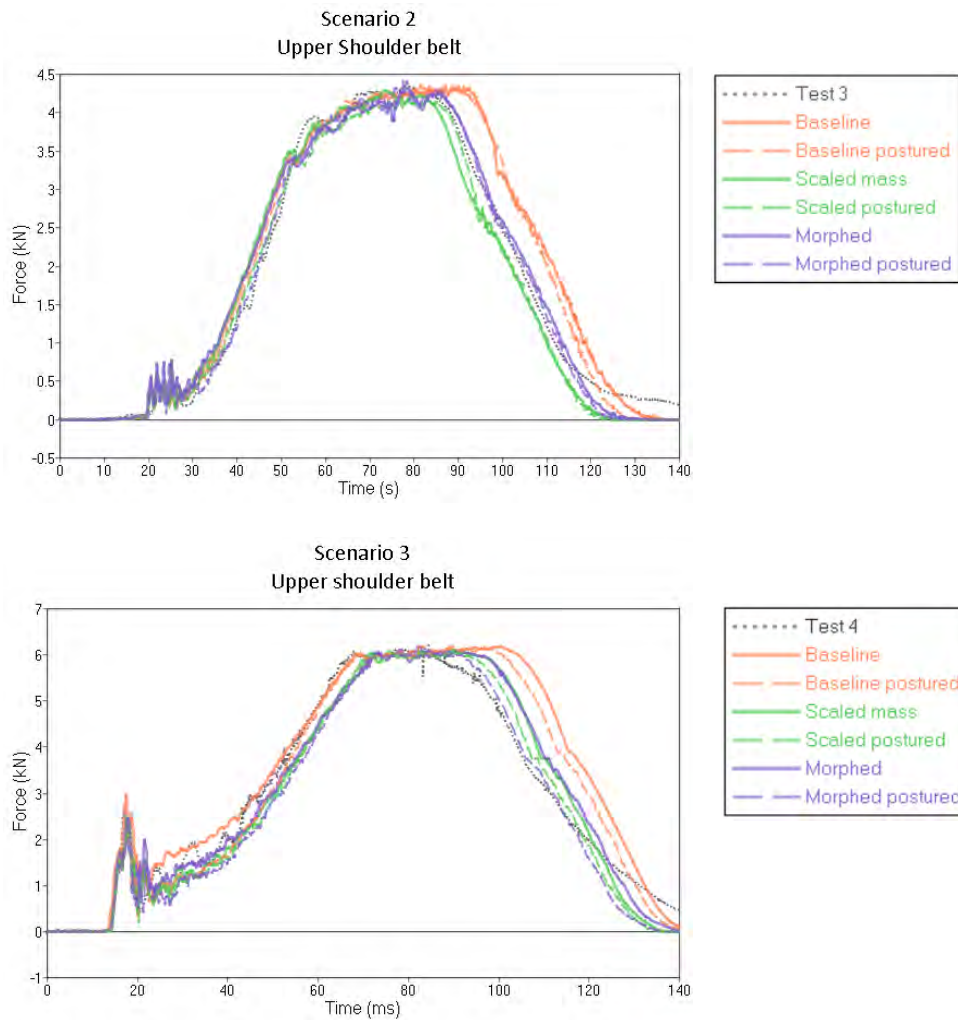 Scenario 2
Upper Shoulder belt
4.5
4
3.5
3
2.5
2
1.5
1
0.5
0
-0.5
Force (kN)
0 10 20 30 40 50 60 70 80 90 100 110 120 130 140
Time (s)
Test 3
Baseline
Baseline postured
Scaled mass
Scaled postured
Morphed
Morphed postured
Scenario 3
Upper shoulder belt
7
6
5
4
3
2
1
0
-1
Force (kN)
0 20 40 60 80 100 120 140
Time (ms)
Test 4
Baseline
Baseline postured
Scaled mass
Scaled postured
Morphed
Morphed postured